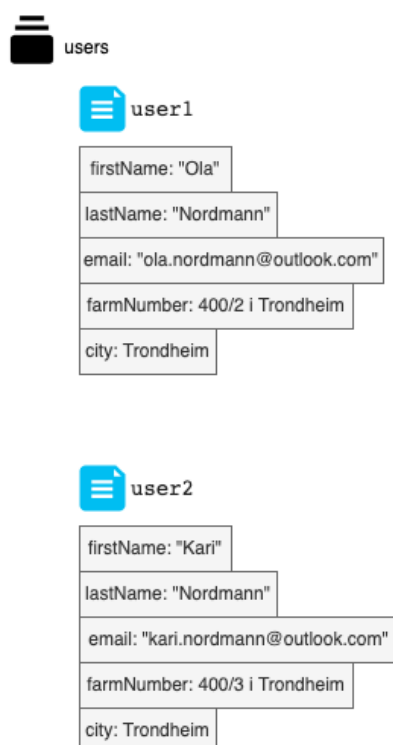 users
user1
firstName: "Ola"
lastName: "Nordmann"
email: "ola.nordmann@outlook.com"
farmNumber: 400/2 i Trondheim
city: Trondheim
user2
firstName: "Kari"
lastName: "Nordmann"
email: "kari.nordmann@outlook.com"
farmNumber: 400/3 i Trondheim
city: Trondheim